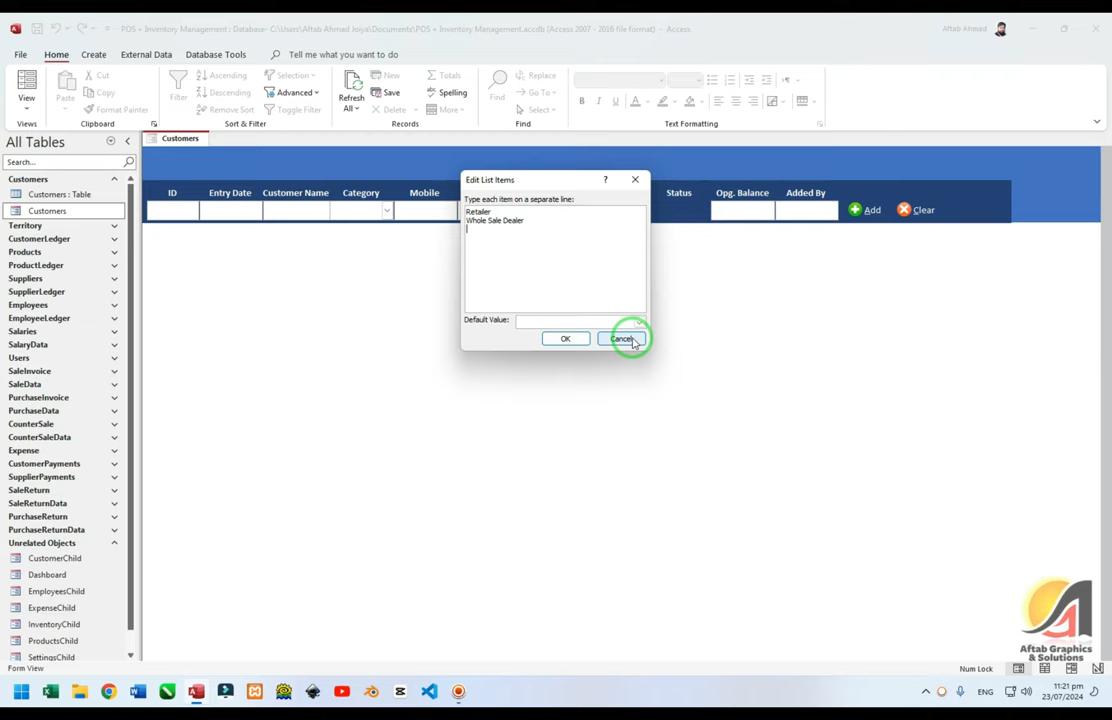 POS + Inventory Management : Database- C:\Users\Aftab Ahmed Joiya\Documents\POS + Inventory Management.accdb (Access 2007 - 2016 file format) - Access
Aftab Ahmad
File Home Create External Data Database Tools Tell me what you want to do
View
Views
Paste
Cut
Copy
Format Painter
Clipboard
Filter
Ascending
Descending
Remove Sort
Selection
Advanced
Toggle Filter
Sort & Filter
Refresh All
New
Save
Delete
Totals
Spelling
More
Records
Find
Replace
Go To
Select
Find
Text Formatting
All Tables
Search...
Customers
Customers : Table
Customers
Territory
CustomerLedger
Products
ProductLedger
Suppliers
SupplierLedger
Employees
EmployeeLedger
Salaries
SalaryData
Users
SaleInvoice
SaleData
PurchaseInvoice
PurchaseData
CounterSale
CounterSaleData
Expense
CustomerPayments
SupplierPayments
SaleReturn
SaleReturnData
PurchaseReturn
PurchaseReturnData
Unrelated Objects
CustomerChild
Dashboard
EmployeesChild
ExpenseChild
InventoryChild
ProductsChild
SettingsChild
Customers
ID Entry Date Customer Name Category Mobile Status Opg. Balance Added By
Add Clear
Edit List Items
?
Type each item on a separate line:
Retailer
Whole Sale Dealer
Default Value:
OK Cancel
Aftab Graphics
& Solutions
Form View
Num Lock
ENG
11:21 pm
23/07/2024